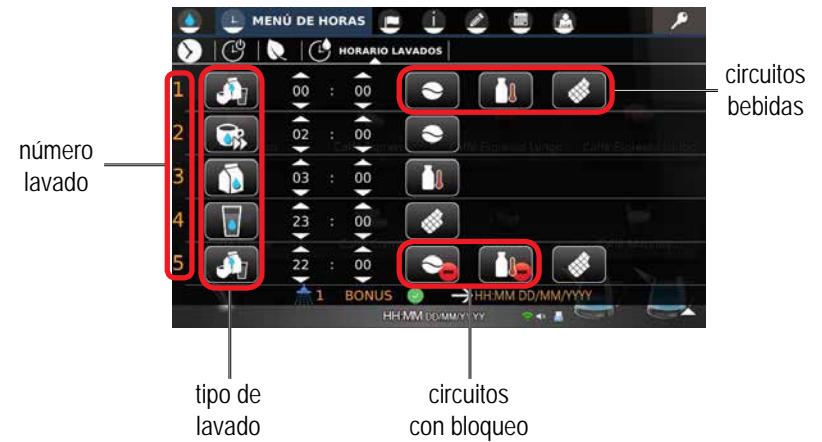 MENÚ DE HORAS
HORARIO LAVADOS
1 00 : 00
circuitos
bebidas
2 02 : 00
número
lavado
3 03 : 00
4 23 : 00
5 22 : 00
1 BONUS HH:MM DD/MM/YYYY
HH:MM DD/MM/YYYY
tipo de
lavado
circuitos
con bloqueo